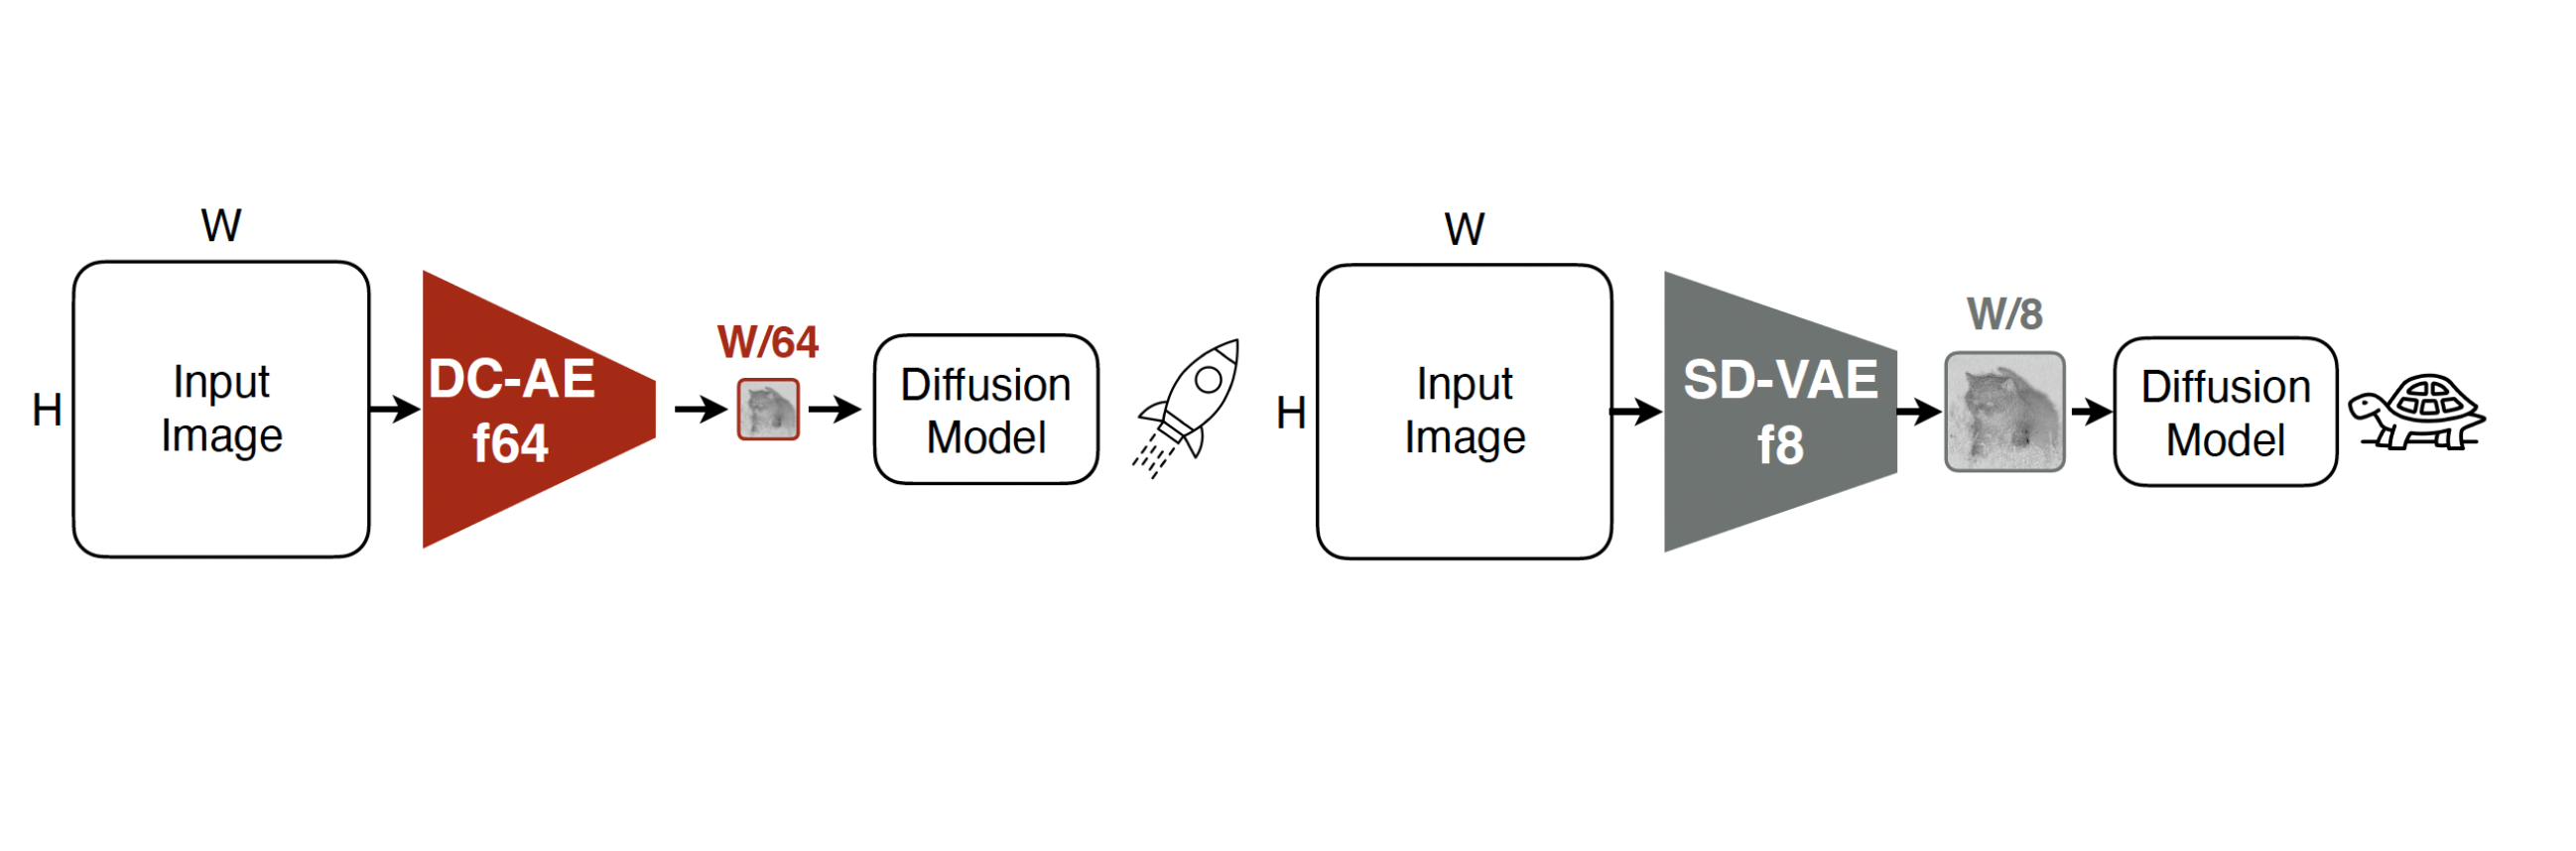 W
H
Input
Image
DC-AE
f64
W/64
Diffusion
Model
W
H
Input
Image
SD-VAE
f8
W/8
Diffusion
Model